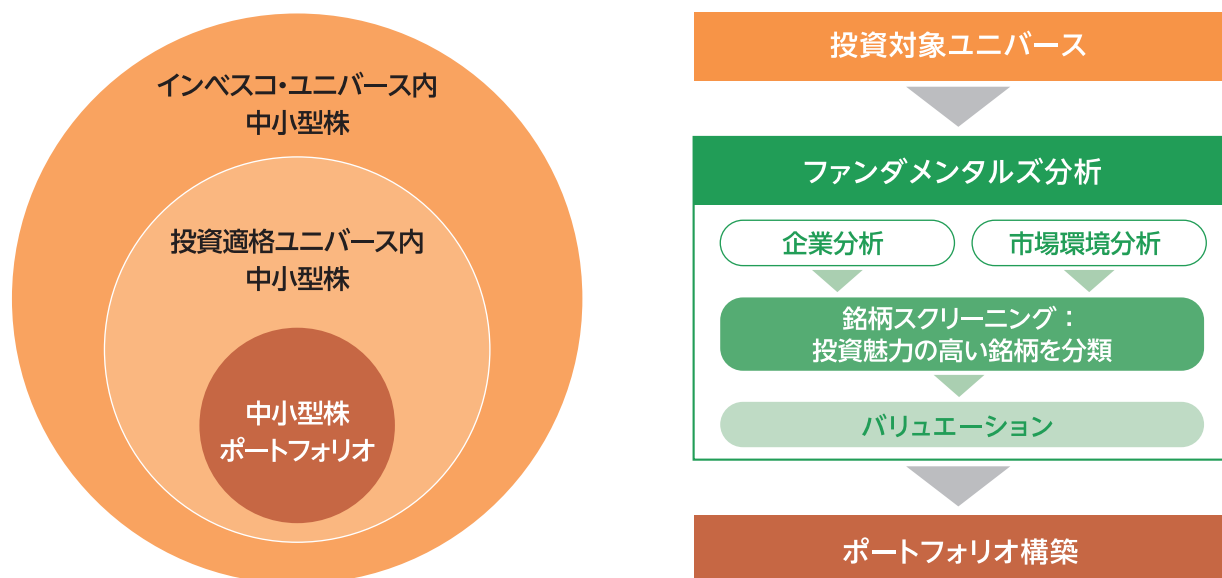 インベスコ・ユニバース内
中小型株
投資適格ユニバース内
中小型株
中小型株
ポートフォリオ
投資対象ユニバース
ファンダメンタルズ分析
企業分析
市場環境分析
銘柄スクリーニング：
投資魅力の高い銘柄を分類
バリュエーション
ポートフォリオ構築